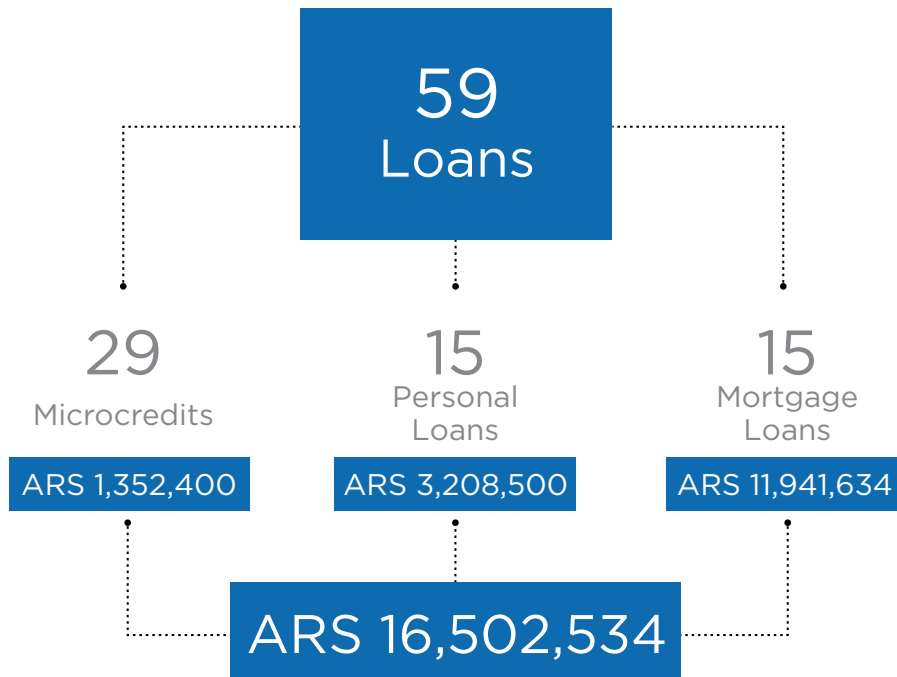 59
Loans
29
Microcredits
15
Personal
Loans
15
Mortgage
Loans
ARS 1,352,400
ARS 3,208,500
ARS 11,941,634
ARS 16,502,534